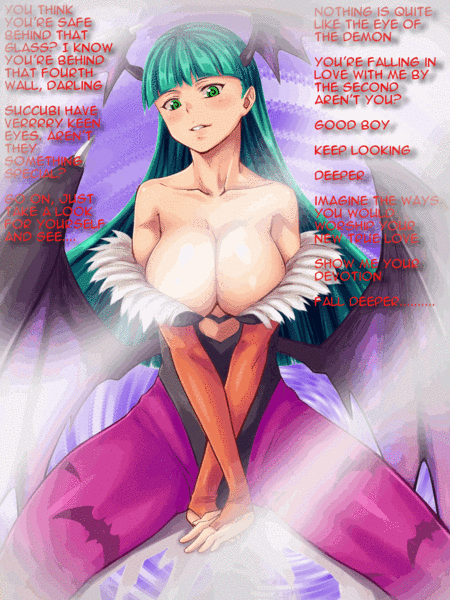 YOU THINK
YOU'RE SAFE
BEHIND THAT
GLASS? I KNOW
YOU'RE BEHIND
THAT FOURTH
WALL, DARLING
SUCCUBI HAVE
VERRRRY KEEN
EYES, AREN'T
THEY
SOMETHING
SPECIAL?
GO ON, JUST
TAKE A LOOK
FOR YOURSELF
AND SEE...
NOTHING IS QUITE
LIKE THE EYE OF
THE DEMON
YOU'RE FALLING IN
LOVE WITH ME BY
THE SECOND
AREN'T YOU?
GOOD BOY
KEEP LOOKING
DEEPER
IMAGINE THE WAYS
YOU WOULD
WORSHIP YOUR
NEW TRUE LOVE
SHOW ME YOUR
DEVOTION
FALL DEEPER.........